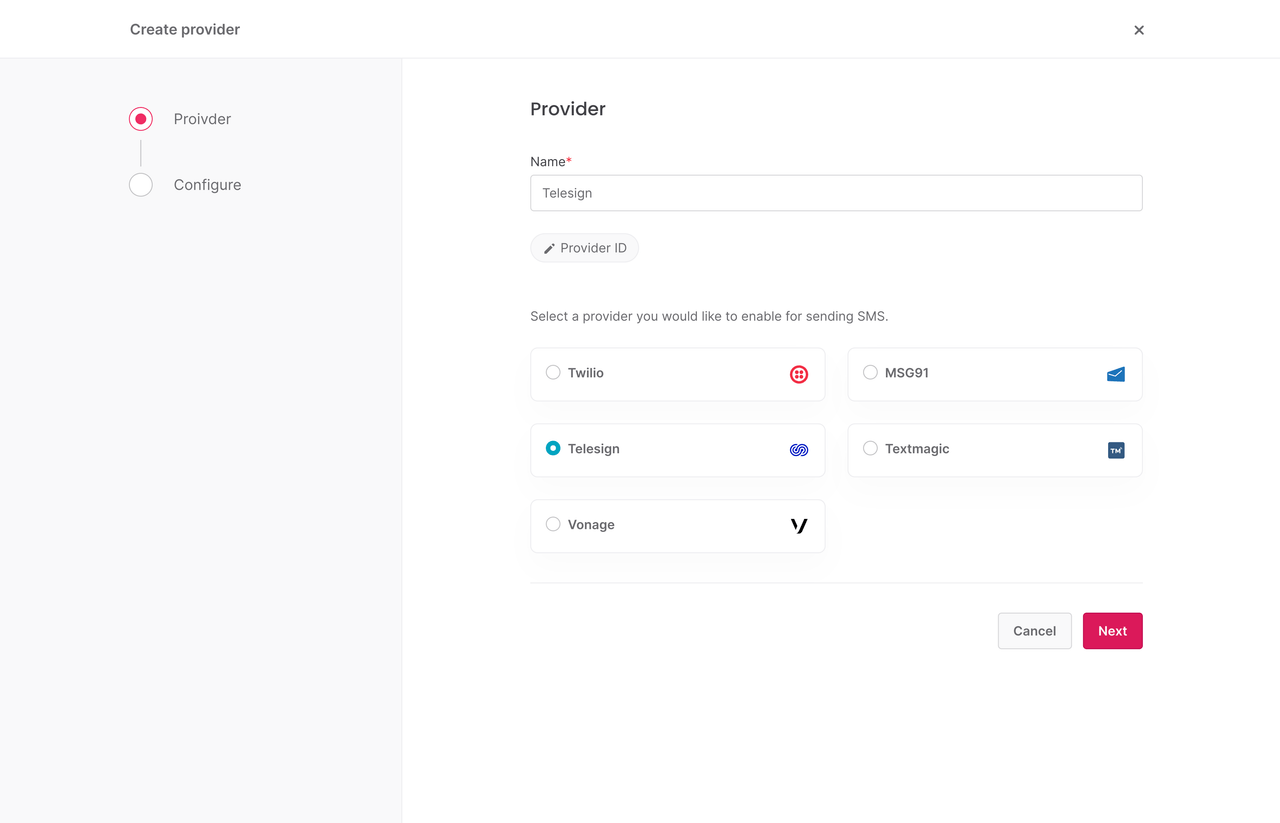 Create provider
Proivder
Configure
Provider
Name*
Telesign
Provider ID
Select a provider you would like to enable for sending SMS.
Twilio
MSG91
Telesign
Textmagic
TM
Vonage
Cancel
Next